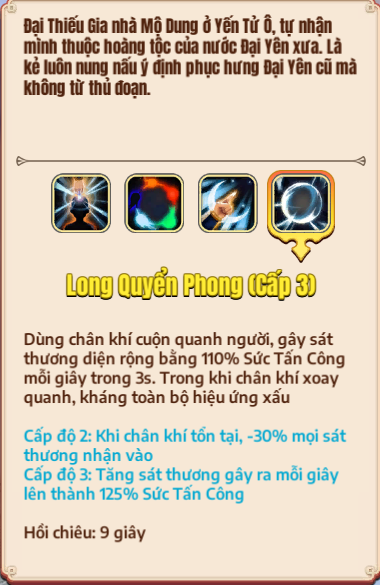 Đại Thiếu Gia nhà Mộ Dung ở Yến Tử Ổ, tự nhận
mình thuộc hoàng tộc của nước Đại Yên xưa. Là
kẻ luôn nung nấu ý định phục hưng Đại Yên cũ mà
không từ thủ đoạn.
Long Quyển Phong (Cấp 3)
Dùng chân khí cuộn quanh người, gây sát
thương diện rộng bằng 110% Sức Tấn Công
mỗi giây trong 3s. Trong khi chân khí xoay
quanh, kháng toàn bộ hiệu ứng xấu
Cấp độ 2: Khi chân khí tồn tại, -30% mọi sát
thương nhận vào
Cấp độ 3: Tăng sát thương gây ra mỗi giây
lên thành 125% Sức Tấn Công
Hồi chiêu: 9 giây